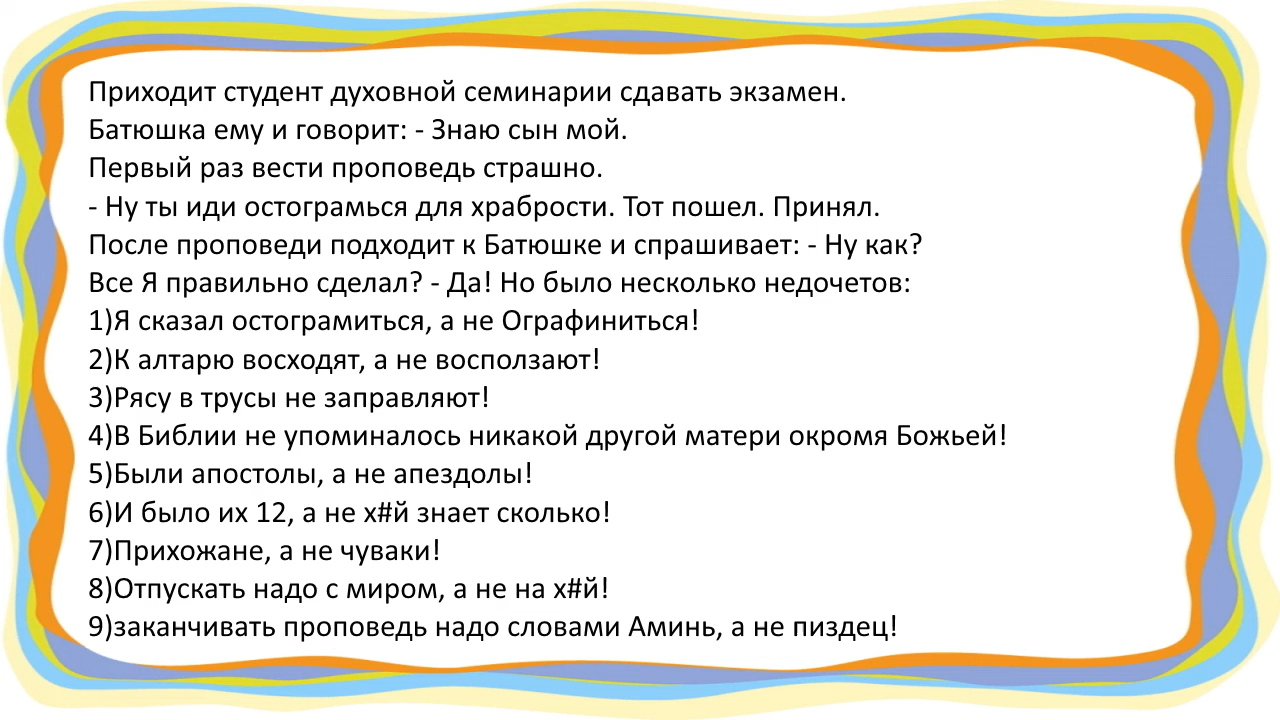 Приходит студент духовной семинарии сдавать экзамен.
Батюшка ему и говорит: - Знаю сын мой.
Первый раз вести проповедь страшно.
- Ну ты иди остограмься для храбрости. Тот пошел. Принял.
После проповеди подходит к Батюшке и спрашивает: - Ну как?
Все Я правильно сделал? - Да! Но было несколько недочетов:
1)Я сказал остограмиться, а не Ографиниться!
2)К алтарю восходят, а не восползают!
3)Рясу в трусы не заправляют!
4)В Библии не упоминалось никакой другой матери окромя Божьей!
5)Были апостолы, а не апездолы!
6)И было их 12, а не х#й знает сколько!
7)Прихожане, а не чуваки!
8)Отпускать надо с миром, а не на х#й!
9)заканчивать проповедь надо словами Аминь, а не пиздец!